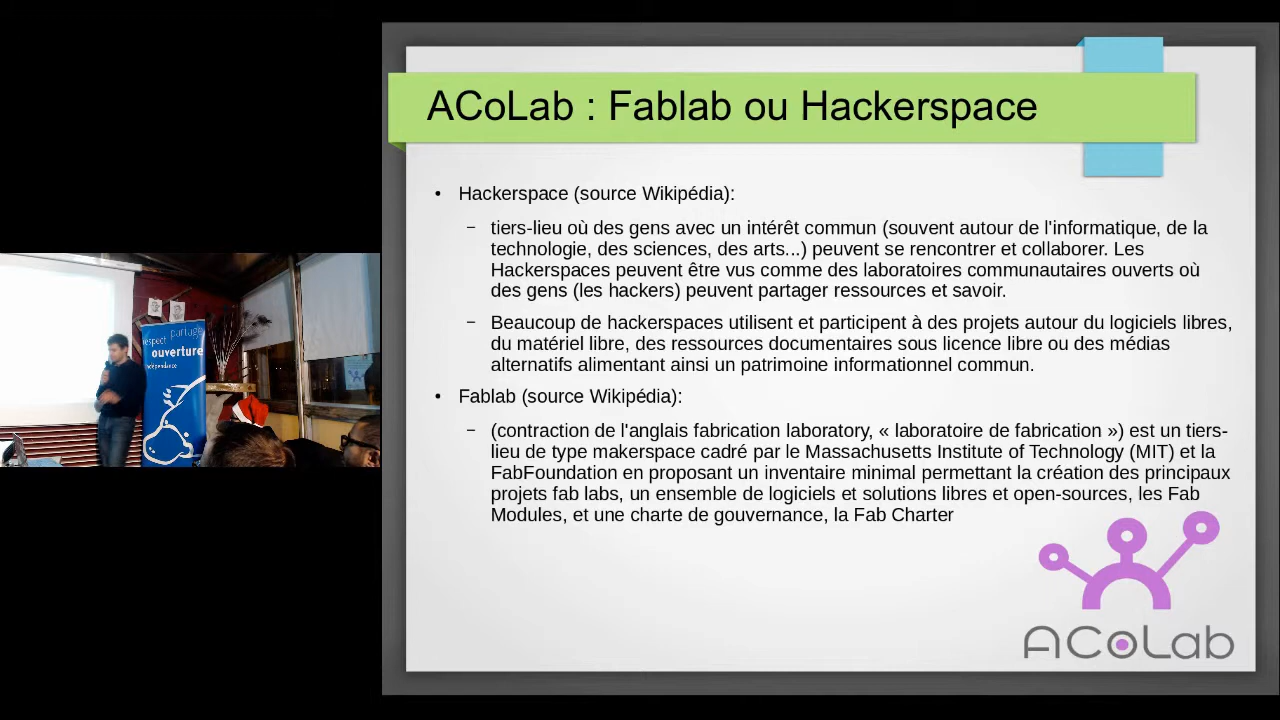 ACoLab : Fablab ou Hackerspace
• Hackerspace (source Wikipédia):
– tiers-lieu où des gens avec un intérêt commun (souvent autour de l'informatique, de la
technologie, des sciences, des arts...) peuvent se rencontrer et collaborer. Les
Hackerspaces peuvent être vus comme des laboratoires communautaires ouverts où
des gens (les hackers) peuvent partager ressources et savoir.
– Beaucoup de hackerspaces utilisent et participent à des projets autour du logiciels libres,
du matériel libre, des ressources documentaires sous licence libre ou des médias
alternatifs alimentant ainsi un patrimoine informationnel commun.
• Fablab (source Wikipédia):
– (contraction de l'anglais fabrication laboratory, « laboratoire de fabrication ») est un tiers-
lieu de type makerspace cadré par le Massachusetts Institute of Technology (MIT) et la
FabFoundation en proposant un inventaire minimal permettant la création des principaux
projets fab labs, un ensemble de logiciels et solutions libres et open-sources, les Fab
Modules, et une charte de gouvernance, la Fab Charter
ACoLab
partage
respect
ouverture
indépendance